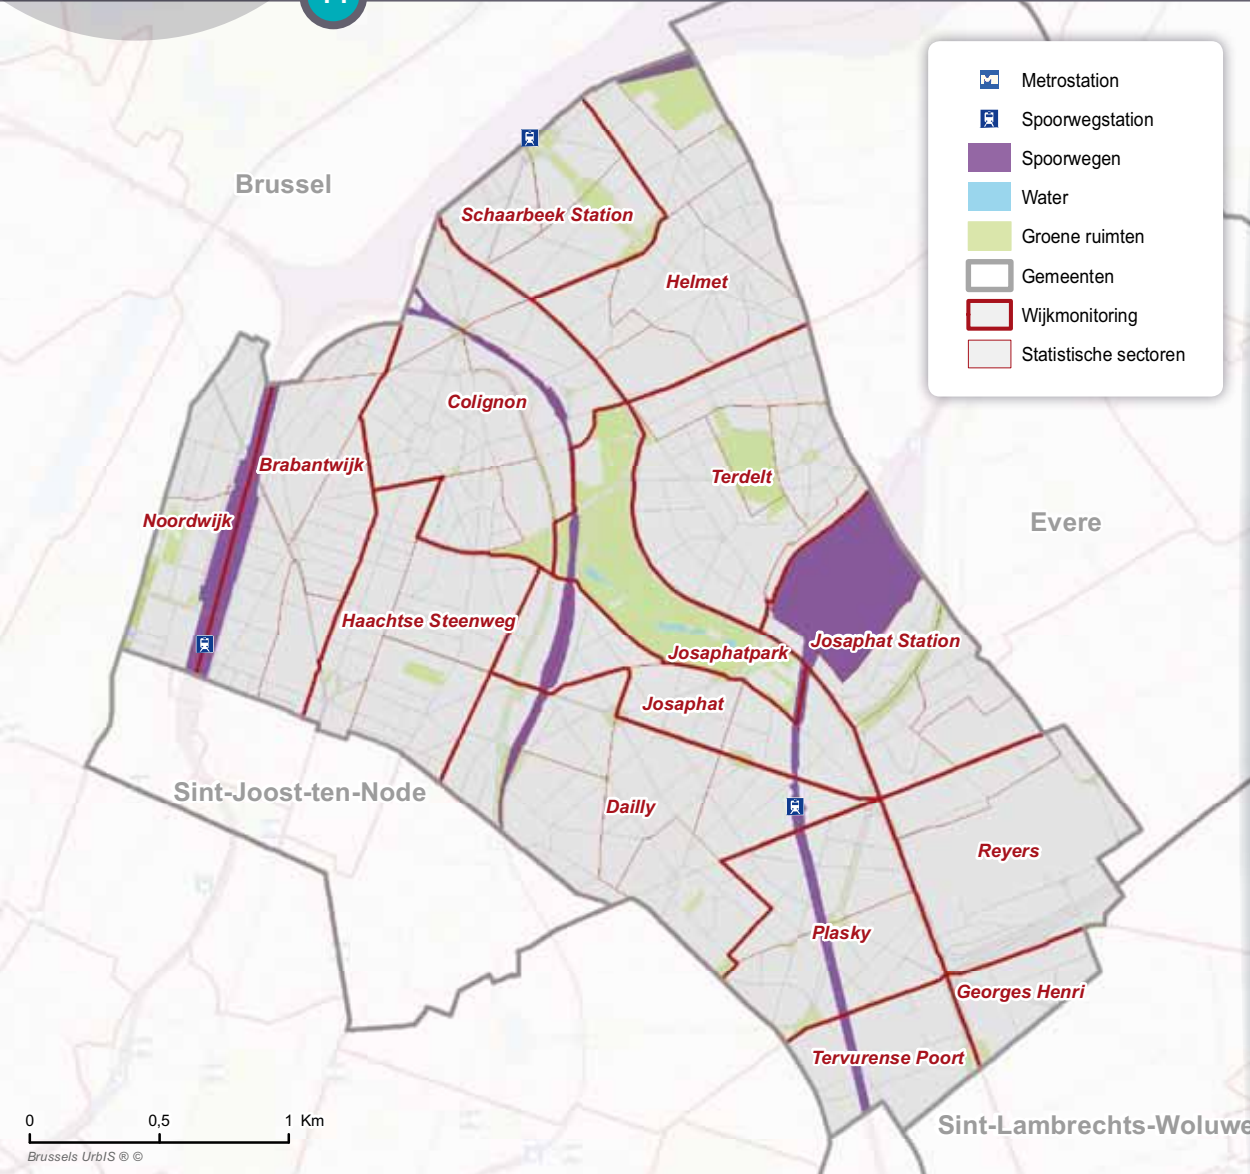 Metrostation
Spoorwegstation
Spoorwegen
Water
Groene ruimten
Gemeenten
Wijkmonitoring
Statistische sectoren
Brussel
Schaarbeek Station
Helmet
Colignon
Brabantwijk
Terdelt
Noordwijk
Evere
Haachtse Steenweg
Josaphat Station
Josaphatpark
Josaphat
Sint-Joost-ten-Node
Dailly
Reyers
Plasky
Georges Henri
Tervurense Poort
Sint-Lambrechts-Woluwe
0 0,5 1 Km
Brussels UrbIS ® ©